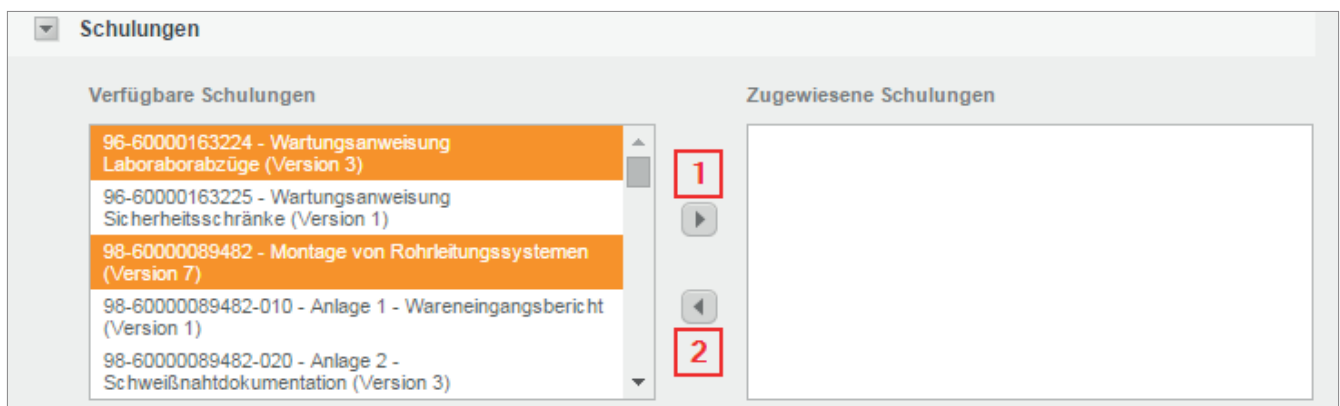 Schulungen
Verfügbare Schulungen
Zugewiesene Schulungen
96-60000163224 - Wartungsanweisung
Laboraborabzüge (Version 3)
96-60000163225 - Wartungsanweisung
Sicherheitsschränke (Version 1)
98-60000089482 - Montage von Rohrleitungssystemen
(Version 7)
98-60000089482-010 - Anlage 1 - Wareneingangsbericht
(Version 1)
98-60000089482-020 - Anlage 2 -
Schweißnahtdokumentation (Version 3)
1
2